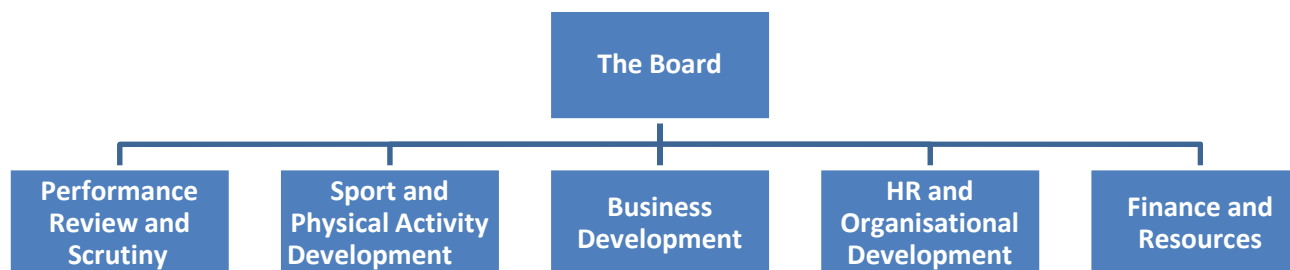 The Board
Performance
Review and
Scrutiny
Sport and
Physical Activity
Development
Business
Development
HR and
Organisational
Development
Finance and
Resources